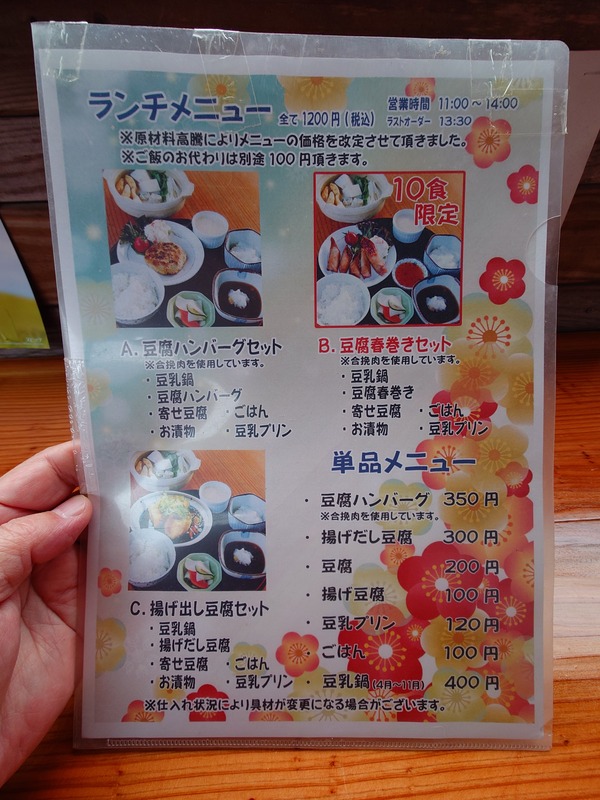 ランチメニュー 全て1200円(税込) 営業時間 11:00～14:00
ラストオーダー 13:30
※原材料高騰によりメニューの価格を改定させて頂きました。
※ご飯のお代わりは別途100円頂きます。
10食
限定
A. 豆腐ハンバーグセット
※合挽肉を使用しています。
・豆乳鍋
・豆腐ハンバーグ
・寄せ豆腐 ・ごはん
・お漬物 ・豆乳プリン
B. 豆腐春巻きセット
※合挽肉を使用しています。
・豆乳鍋
・豆腐春巻き
・寄せ豆腐 ・ごはん
・お漬物 ・豆乳プリン
C. 揚げ出し豆腐セット
・豆乳鍋
・揚げだし豆腐
・寄せ豆腐 ・ごはん
・お漬物 ・豆乳プリン
単品メニュー
・豆腐ハンバーグ 350円
※合挽肉を使用しています。
・揚げだし豆腐 300円
・豆腐 200円
・揚げ豆腐 100円
・豆乳プリン 120円
・ごはん 100円
・豆乳鍋(4月～11月) 400円
※仕入れ状況により具材が変更になる場合がございます。